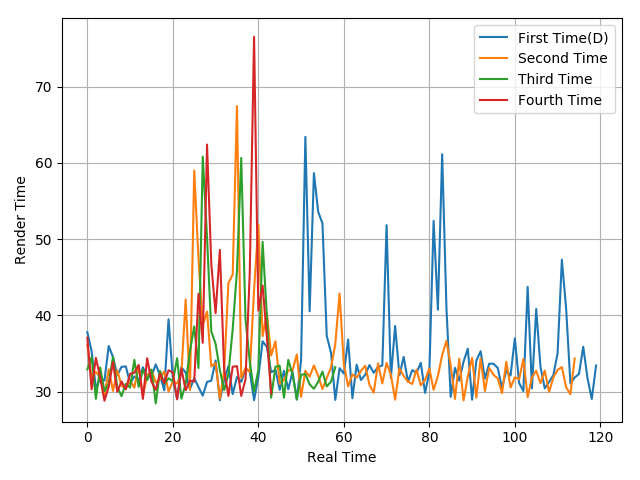 First Time(D)
Second Time
Third Time
Fourth Time
70
60
50
40
30
Render Time
0 20 40 60 80 100 120
Real Time